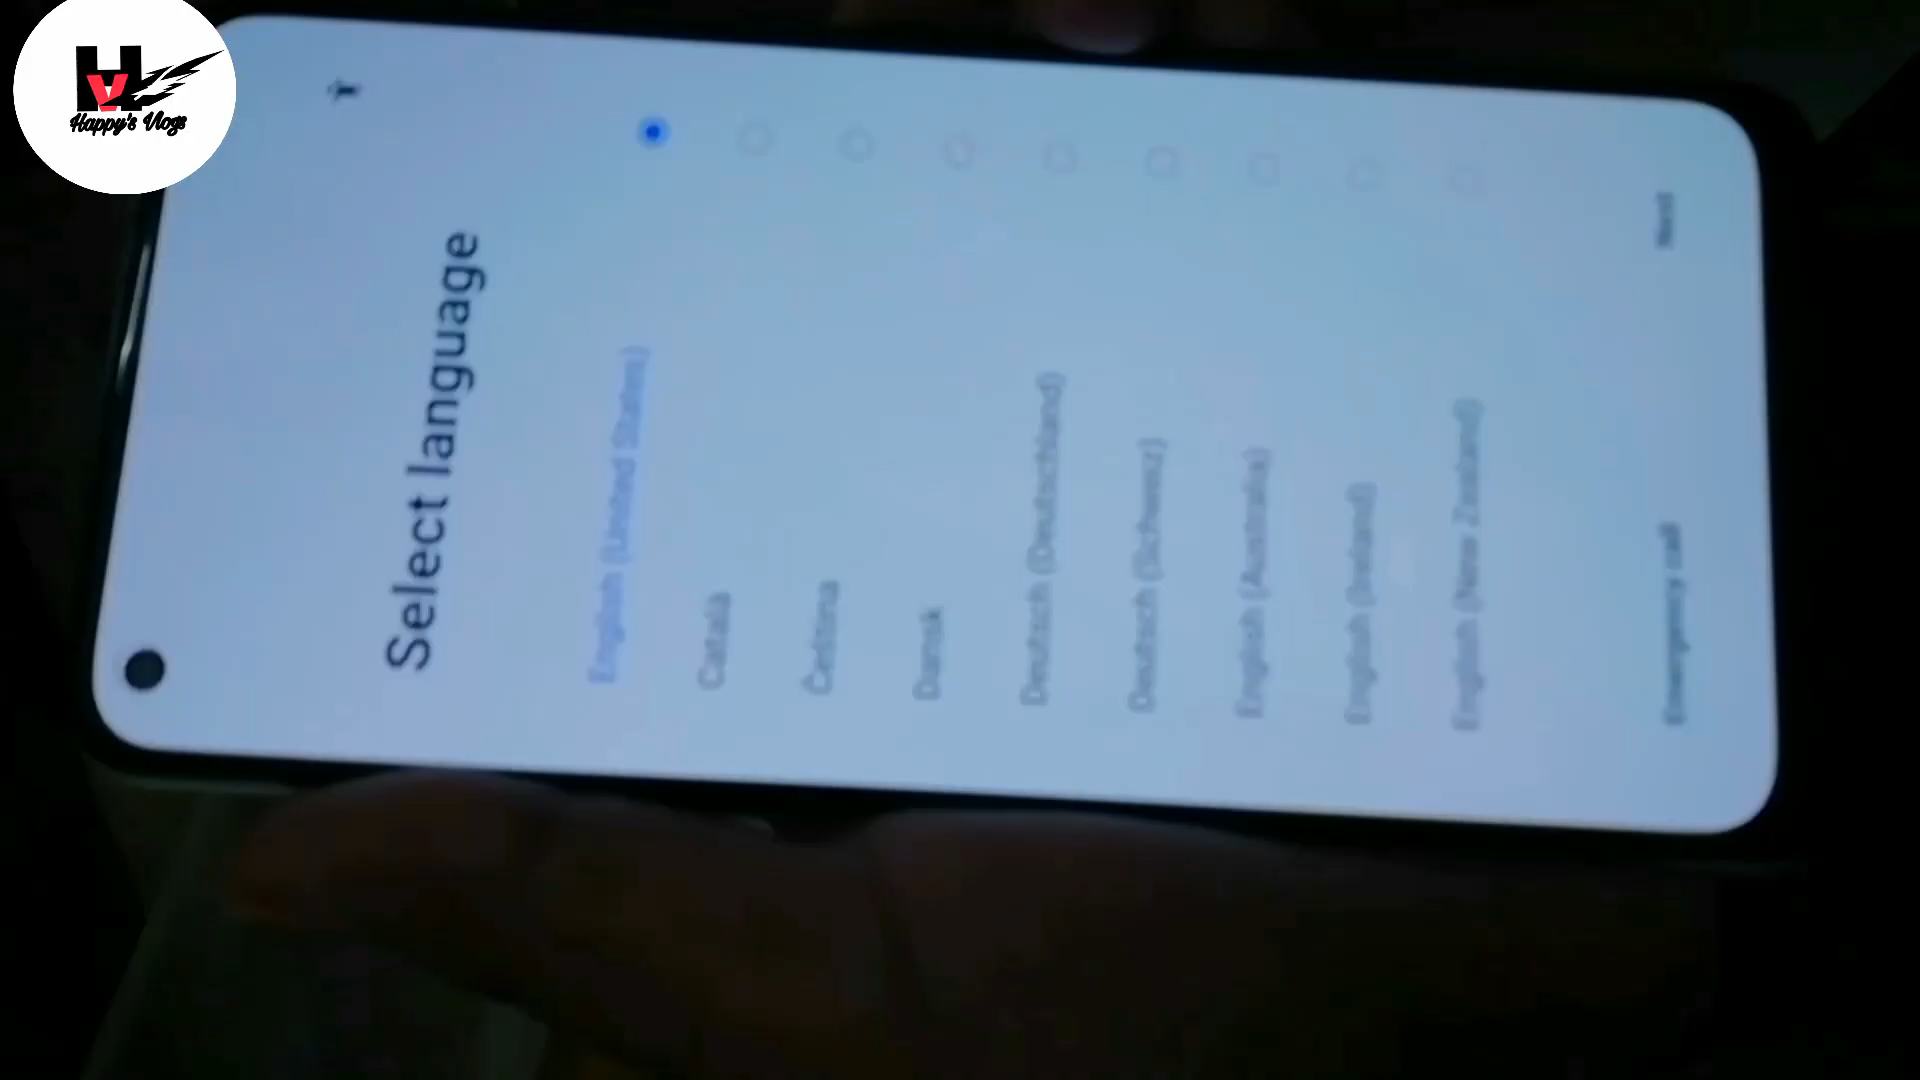 Happy's Vlogs
Select language
English (United States)
Català
Čeština
Dansk
Deutsch (Deutschland)
Deutsch (Schweiz)
English (Australia)
English (Ireland)
English (New Zealand)
Emergency call
Next